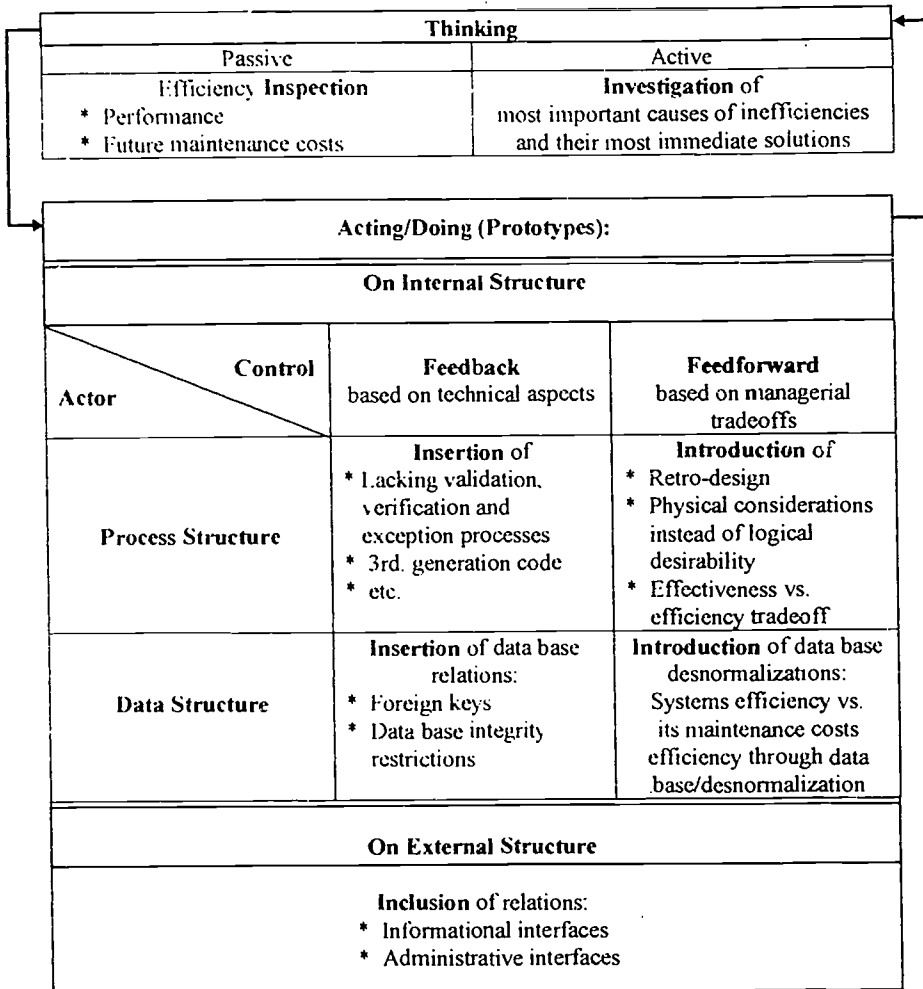 Thinking
Passive
Active
Efficiency Inspection
* Performance
* Future maintenance costs
Investigation of
most important causes of inefficiencies
and their most immediate solutions
Acting/Doing (Prototypes):
On Internal Structure
Control
Actor
Feedback
based on technical aspects
Feedforward
based on managerial
tradeoffs
Process Structure
Insertion of
* Lacking validation,
verification and
exception processes
* 3rd. generation code
* etc.
Introduction of
* Retro-design
* Physical considerations
instead of logical
desirability
* Effectiveness vs.
efficiency tradeoff
Data Structure
Insertion of data base
relations:
* Foreign keys
* Data base integrity
restrictions
Introduction of data base
desnormalizations:
Systems efficiency vs.
its maintenance costs
efficiency through data
base/desnormalization
On External Structure
Inclusion of relations:
* Informational interfaces
* Administrative interfaces